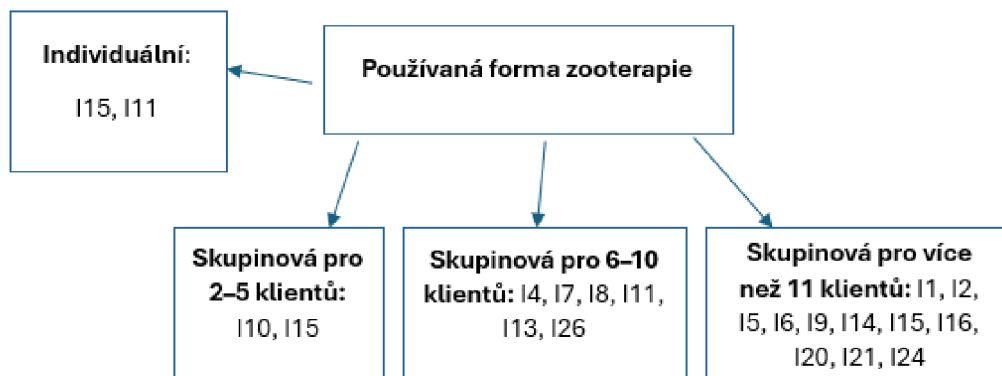 Individuální:
I15, I11
Používaná forma zooterapie
Skupinová pro
2–5 klientů:
I10, I15
Skupinová pro 6–10
klientů: I4, I7, I8, I11,
I13, I26
Skupinová pro více
než 11 klientů: I1, I2,
I5, I6, I9, I14, I15, I16,
I20, I21, I24